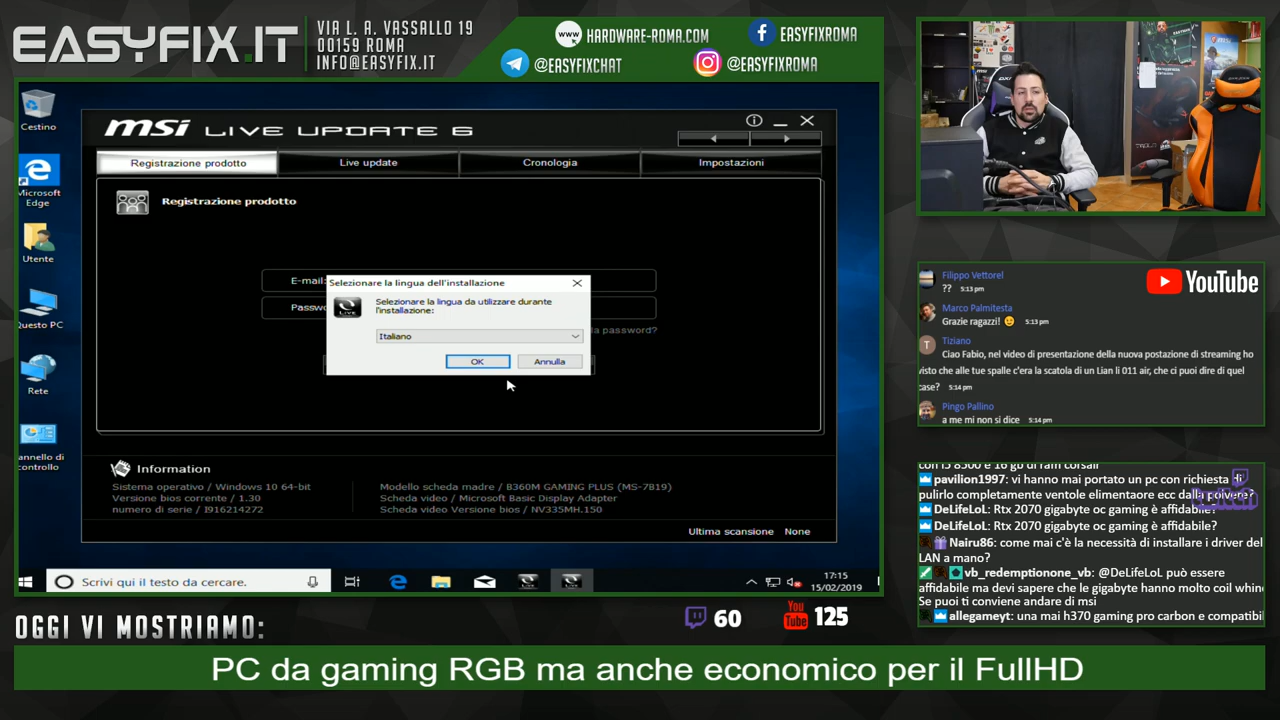 EASYFIX.IT
VIA L. A. VASSALLO 19
00159 ROMA
INFO@EASYFIX.IT
HARDWARE-ROMA.COM
EASYFIXROMA
@EASYFIXCHAT
@EASYFIXROMA
Cestino
Microsoft
Edge
Utente
Questo PC
Rete
annello di
controllo
msi LIVE UPDATE 6
Registrazione prodotto
Live update
Cronologia
Impostazioni
Registrazione prodotto
E-mail:
Passwo
la password?
Selezionare la lingua dell'installazione
Selezionare la lingua da utilizzare durante
l'installazione:
LIVE
Italiano
OK
Annulla
Information
Sistema operativo / Windows 10 64-bit
Versione bios corrente / 1.30
numero di serie / I916214272
Modello scheda madre / B360M GAMING PLUS (MS-7B19)
Scheda video / Microsoft Basic Display Adapter
Scheda video Versione bios / NV335MH.150
Ultima scansione None
Scrivi qui il testo da cercare.
17:15
15/02/2019
YouTube
Filippo Vettorel
?? 5:13 pm
Marco Palmitesta
Grazie ragazzi! 😉 5:13 pm
T
Tiziano
Ciao Fabio, nel video di presentazione della nuova postazione di streaming ho
visto che alle tue spalle c'era la scatola di un Lian li 011 air, che ci puoi dire di quel
case? 5:14 pm
Pingo Pallino
a me mi non si dice 5:14 pm
con i5 8500 e 16 gb di ram corsair
pavilion1997: vi hanno mai portato un pc con richiesta di
pulirlo completamente ventole elimentaore ecc dalla polvere?
DeLifeLoL: Rtx 2070 gigabyte oc gaming è affidabile?
DeLifeLoL: Rtx 2070 gigabyte oc gaming è affidabile?
Nairu86: come mai c'è la necessità di installare i driver del
LAN a mano?
vb_redemptionone_vb: @DeLifeLoL può essere
affidabile ma devi sapere che le gigabyte hanno molto coil whine
Se puoi ti conviene andare di msi
allegameyt: una mai h370 gaming pro carbon e compatibil
OGGI VI MOSTRIAMO:
60
You
Tube
125
PC da gaming RGB ma anche economico per il FullHD